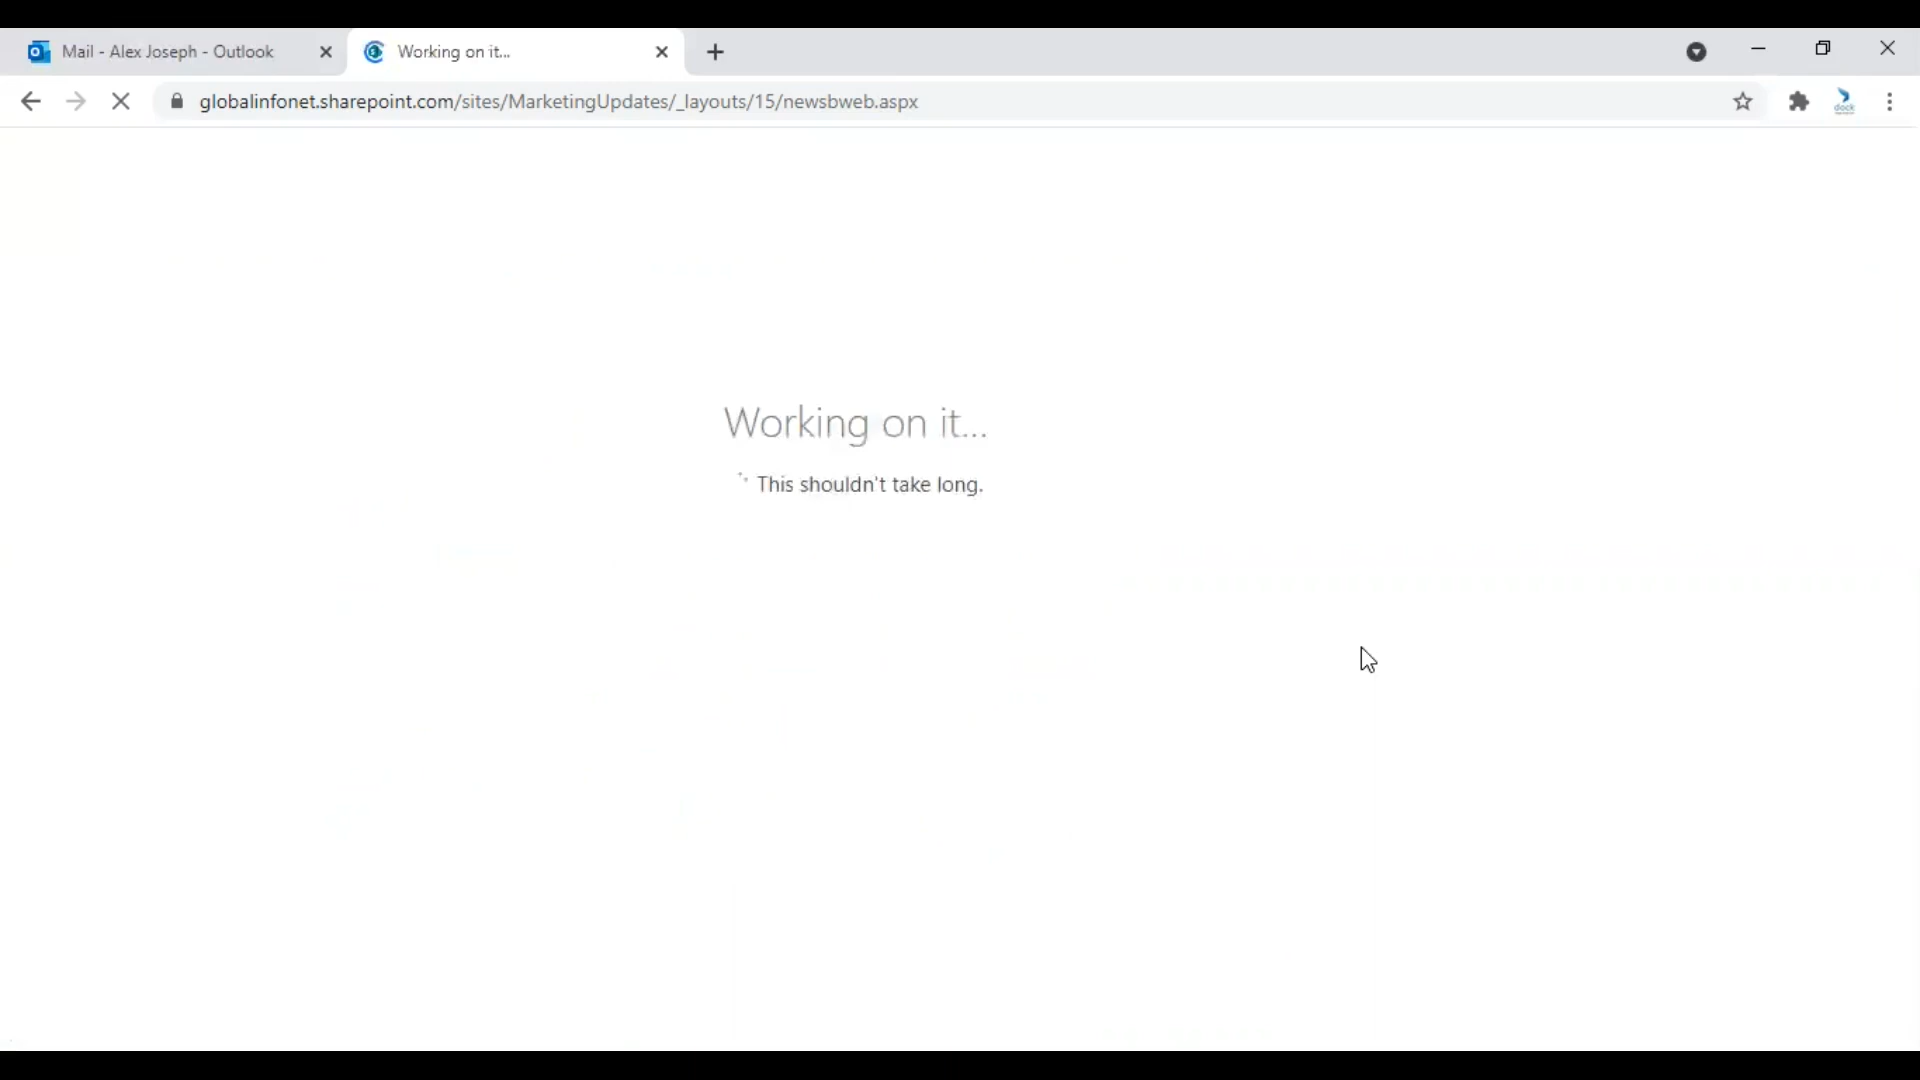 Mail - Alex Joseph - Outlook
Working on it...
globalinfonet.sharepoint.com/sites/MarketingUpdates/_layouts/15/newsbweb.aspx
dock
Working on it...
This shouldn't take long.